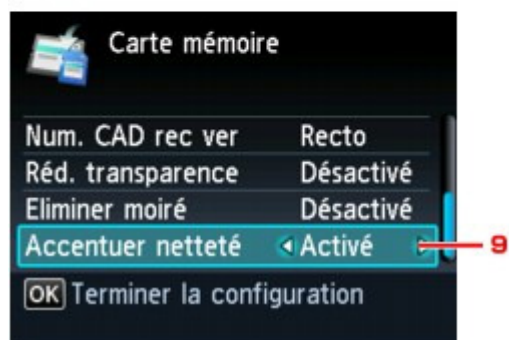 Carte mémoire
Num. CAD rec ver Recto
Réd. transparence Désactivé
Eliminer moiré Désactivé
Accentuer netteté Activé 9
OK Terminer la configuration